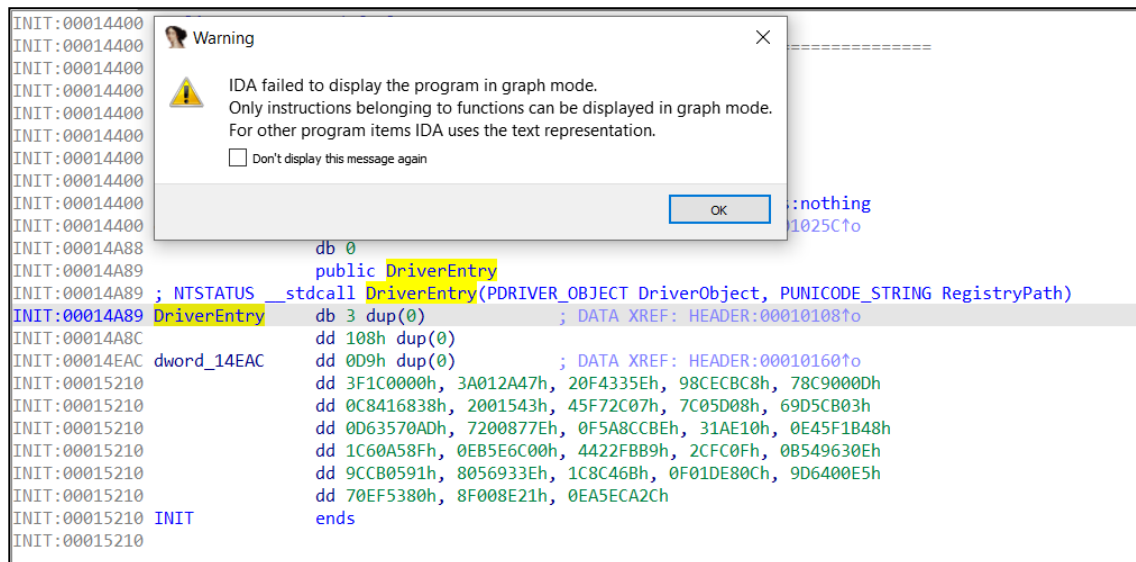 Warning
IDA failed to display the program in graph mode.
Only instructions belonging to functions can be displayed in graph mode.
For other program items IDA uses the text representation.
Don't display this message again
OK
INIT:00014400
INIT:00014400 ===============
INIT:00014400
INIT:00014400
INIT:00014400
INIT:00014400
INIT:00014400
INIT:00014400
INIT:00014400 s:nothing
INIT:00014400 01025C↑o
INIT:00014A88 db 0
INIT:00014A89 public DriverEntry
INIT:00014A89 ; NTSTATUS __stdcall DriverEntry(PDRIVER_OBJECT DriverObject, PUNICODE_STRING RegistryPath)
INIT:00014A89 DriverEntry db 3 dup(0) ; DATA XREF: HEADER:00010108↑o
INIT:00014A8C dd 108h dup(0)
INIT:00014EAC dword_14EAC dd 0D9h dup(0) ; DATA XREF: HEADER:00010160↑o
INIT:00015210 dd 3F1C0000h, 3A012A47h, 20F4335Eh, 98CECBC8h, 78C9000Dh
INIT:00015210 dd 0C8416838h, 2001543h, 45F72C07h, 7C05D08h, 69D5CB03h
INIT:00015210 dd 0D63570ADh, 7200877Eh, 0F5A8CCBEh, 31AE10h, 0E45F1B48h
INIT:00015210 dd 1C60A58Fh, 0EB5E6C00h, 4422FBB9h, 2CFC0Fh, 0B549630Eh
INIT:00015210 dd 9CCB0591h, 8056933Eh, 1C8C46Bh, 0F01DE80Ch, 9D6400E5h
INIT:00015210 dd 70EF5380h, 8F008E21h, 0EA5ECA2Ch
INIT:00015210 INIT ends
INIT:00015210